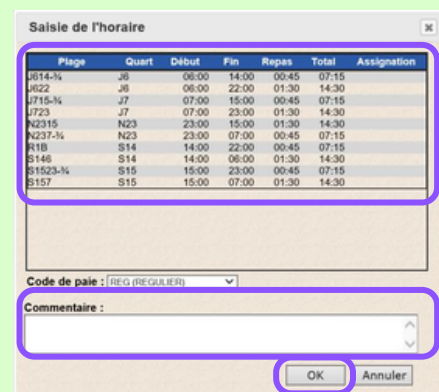 Saisie de l'horaire
Plage Quart Début Fin Repas Total Assignation
J614-¾ J6 06:00 14:00 00:45 07:15
J622 J6 06:00 22:00 01:30 14:30
J715-¾ J7 07:00 15:00 00:45 07:15
J723 J7 07:00 23:00 01:30 14:30
N2315 N23 23:00 15:00 01:30 14:30
N237-¾ N23 23:00 07:00 00:45 07:15
R1B S14 14:00 22:00 00:45 07:15
S146 S14 14:00 06:00 01:30 14:30
S1523-¾ S15 15:00 23:00 00:45 07:15
S157 S15 15:00 07:00 01:30 14:30
Code de paie : REG (REGULIER)
Commentaire :
OK Annuler